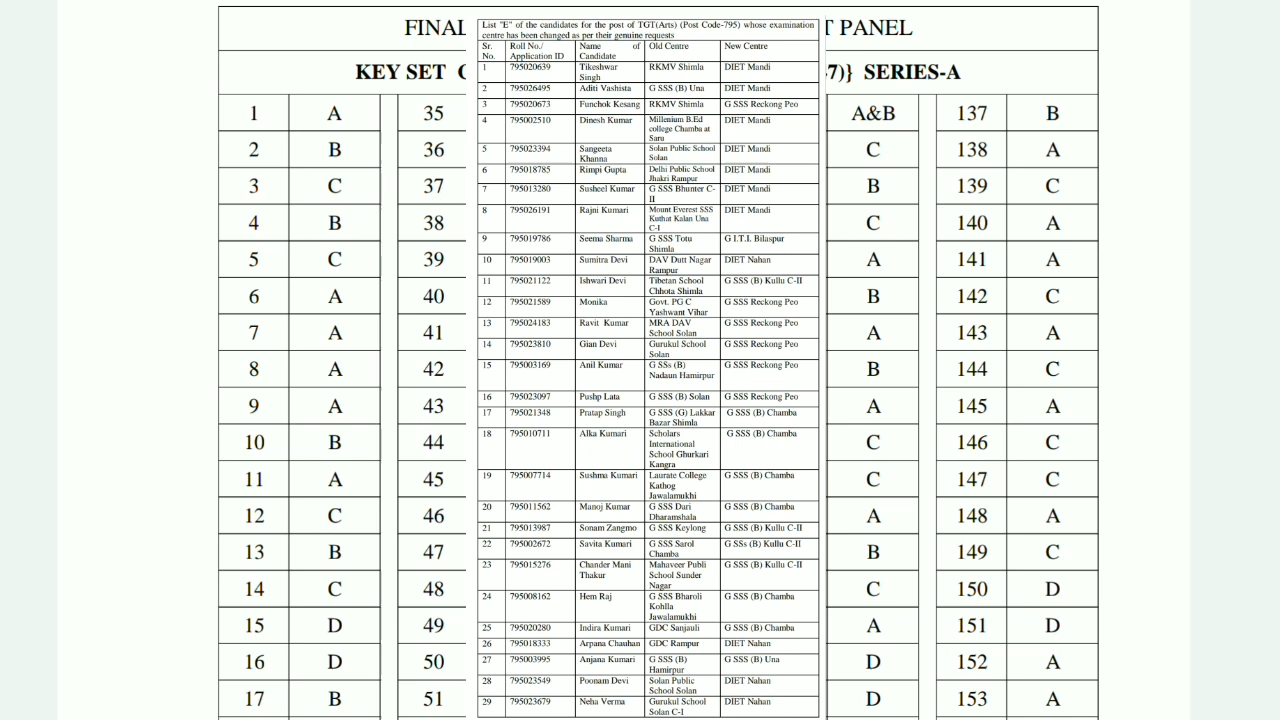 FINAL
T PANEL
KEY SET
7)} SERIES-A
1 A 35
2 B 36
3 C 37
4 B 38
5 C 39
6 A 40
7 A 41
8 A 42
9 A 43
10 B 44
11 A 45
12 C 46
13 B 47
14 C 48
15 D 49
16 D 50
17 B 51
List "E" of the candidates for the post of TGT(Arts) (Post Code-795) whose examination
centre has been changed as per their genuine requests
Sr. Roll No./ Name of Old Centre New Centre
No. Application ID Candidate
1 795020639 Tikeshwar RKMV Shimla DIET Mandi
Singh
2 795026495 Aditi Vashista G SSS (B) Una DIET Mandi
3 795020673 Funchok Kesang RKMV Shimla G SSS Reckong Peo
4 795002510 Dinesh Kumar Millenium B.Ed DIET Mandi
college Chamba at
Saru
5 795023394 Sangeeta Solan Public School DIET Mandi
Khanna Solan
6 795018785 Rimpi Gupta Delhi Public School DIET Mandi
Jhakri Rampur
7 795013280 Susheel Kumar G SSS Bhunter C- DIET Mandi
II
8 795026191 Rajni Kumari Mount Everest SSS DIET Mandi
Kuthat Kalan Una
C-I
9 795019786 Seema Sharma G SSS Totu G I.T.I. Bilaspur
Shimla
10 795019003 Sumitra Devi DAV Dutt Nagar DIET Nahan
Rampur
11 795021122 Ishwari Devi Tibetan School G SSS (B) Kullu C-II
Chhota Shimla
12 795021589 Monika Govt. PG C G SSS Reckong Peo
Yashwant Vihar
13 795024183 Ravit Kumar MRA DAV G SSS Reckong Peo
School Solan
14 795023810 Gian Devi Gurukul School G SSS Reckong Peo
Solan
15 795003169 Anil Kumar G SSs (B) G SSS Reckong Peo
Nadaun Hamirpur
16 795023097 Pushp Lata G SSS (B) Solan G SSS Reckong Peo
17 795021348 Pratap Singh G SSS (G) Lakkar G SSS (B) Chamba
Bazar Shimla
18 795010711 Alka Kumari Scholars G SSS (B) Chamba
International
School Ghurkari
Kangra
19 795007714 Sushma Kumari Laurate College G SSS (B) Chamba
Kathog
Jawalamukhi
20 795011562 Manoj Kumar G SSS Dari G SSS (B) Chamba
Dharamshala
21 795013987 Sonam Zangmo G SSS Keylong G SSS (B) Kullu C-II
22 795002672 Savita Kumari G SSS Sarol G SSs (B) Kullu C-II
Chamba
23 795015276 Chander Mani Mahaveer Publi G SSS (B) Kullu C-II
Thakur School Sunder
Nagar
24 795008162 Hem Raj G SSS Bharoli G SSS (B) Chamba
Kohlla
Jawalamukhi
25 795020280 Indira Kumari GDC Sanjauli G SSS (B) Chamba
26 795018333 Arpana Chauhan GDC Rampur DIET Nahan
27 795003995 Anjana Kumari G SSS (B) G SSS (B) Una
Hamirpur
28 795023549 Poonam Devi Solan Public DIET Nahan
School Solan
29 795023679 Neha Verma Gurukul School DIET Nahan
Solan C-I
A&B 137 B
C 138 A
B 139 C
C 140 A
A 141 A
B 142 C
A 143 A
B 144 C
A 145 A
C 146 C
C 147 C
A 148 A
B 149 C
C 150 D
A 151 D
D 152 A
D 153 A